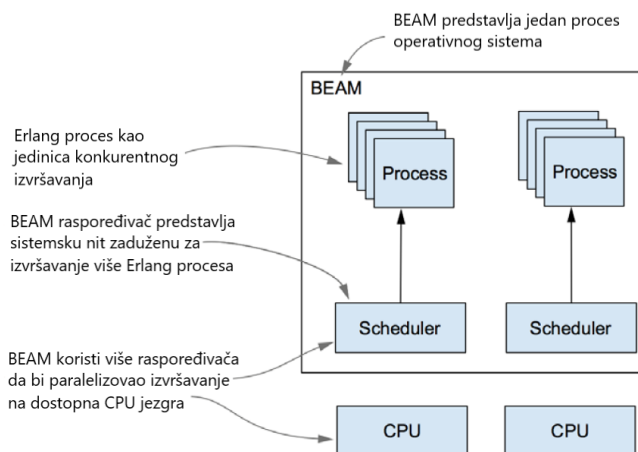 BEAM predstavlja jedan proces
operativnog sistema
BEAM
Erlang proces kao
jedinica konkurentnog
izvršavanja
Process
Process
BEAM raspoređivač predstavlja
sistemsku nit zaduženu za
izvršavanje više Erlang procesa
Scheduler
Scheduler
BEAM koristi više raspoređivača
da bi paralelizovao izvršavanje
na dostopna CPU jezgra
CPU
CPU